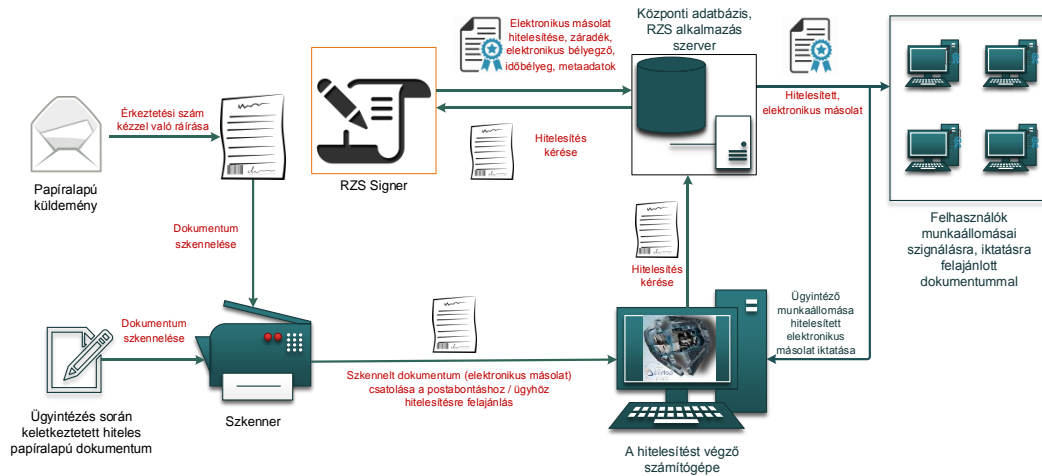 Elektronikus másolat
hitelesítése, záradék,
elektronikus bélyegző,
időbélyeg, metaadatok
Központi adatbázis,
RZS alkalmazás
szerver
Érkeztetési szám
kézzel való ráírása
Hitelesített,
elektronikus másolat
Hitelesítés
kérése
Papíralapú
küldemény
RZS Signer
Felhasználók
munkaállomásai
szignálásra, iktatásra
felajánlott
dokumentummal
Dokumentum
szkennelése
Hitelesítés
kérése
Dokumentum
szkennelése
Ügyintéző
munkaállomása
hitelesített
elektronikus
másolat iktatása
Szkennelt dokumentum (elektronikus másolat)
csatolása a postabontáshoz / ügyhöz
hitelesítésre felajánlás
Ügyintézés során
keletkeztetett hiteles
papíralapú dokumentum
Szkenner
A hitelesítést végző
számítógépe